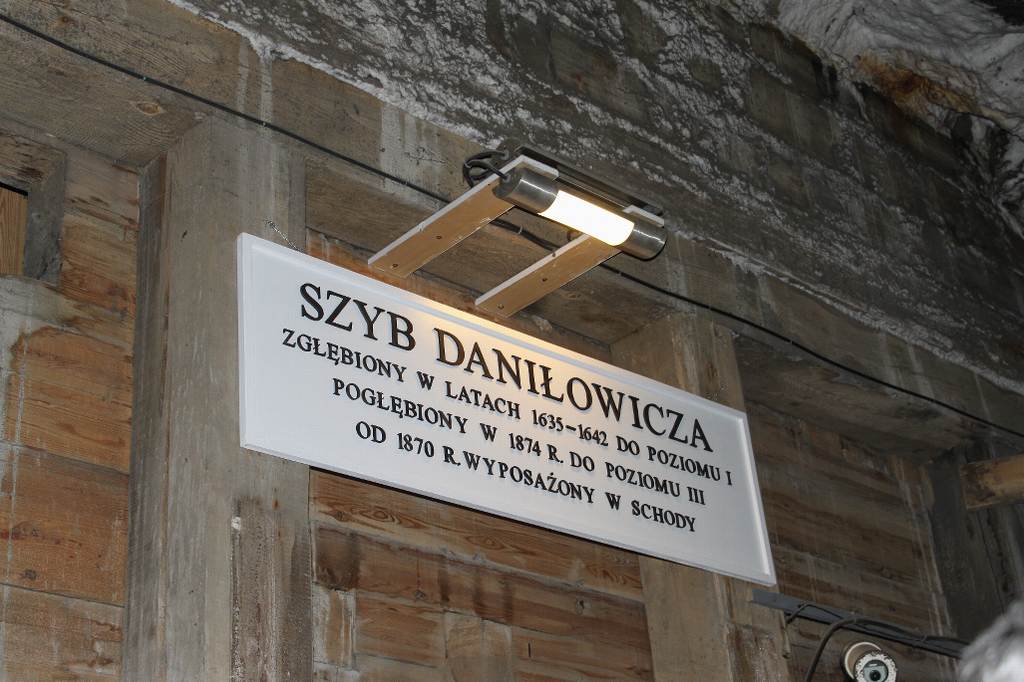 SZYB DANIŁOWICZA
ZGŁĘBIONY W LATACH 1635-1642 DO POZIOMU I
POGŁĘBIONY W 1874 R. DO POZIOMU III
OD 1870 R. WYPOSAŻONY W SCHODY